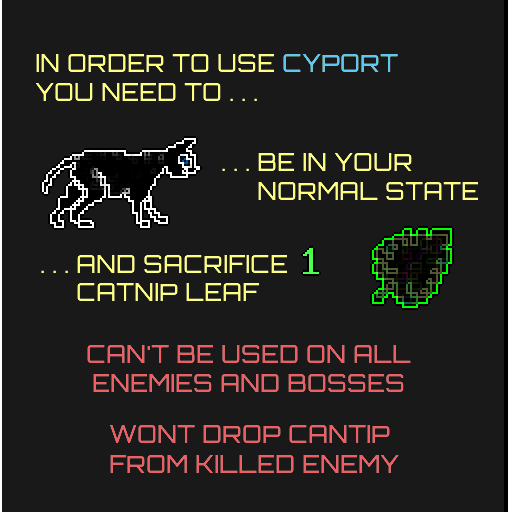 IN ORDER TO USE CYPORT
YOU NEED TO . . .
. . . BE IN YOUR
NORMAL STATE
. . . AND SACRIFICE 1
CATNIP LEAF
CAN'T BE USED ON ALL
ENEMIES AND BOSSES
WONT DROP CANTIP
FROM KILLED ENEMY